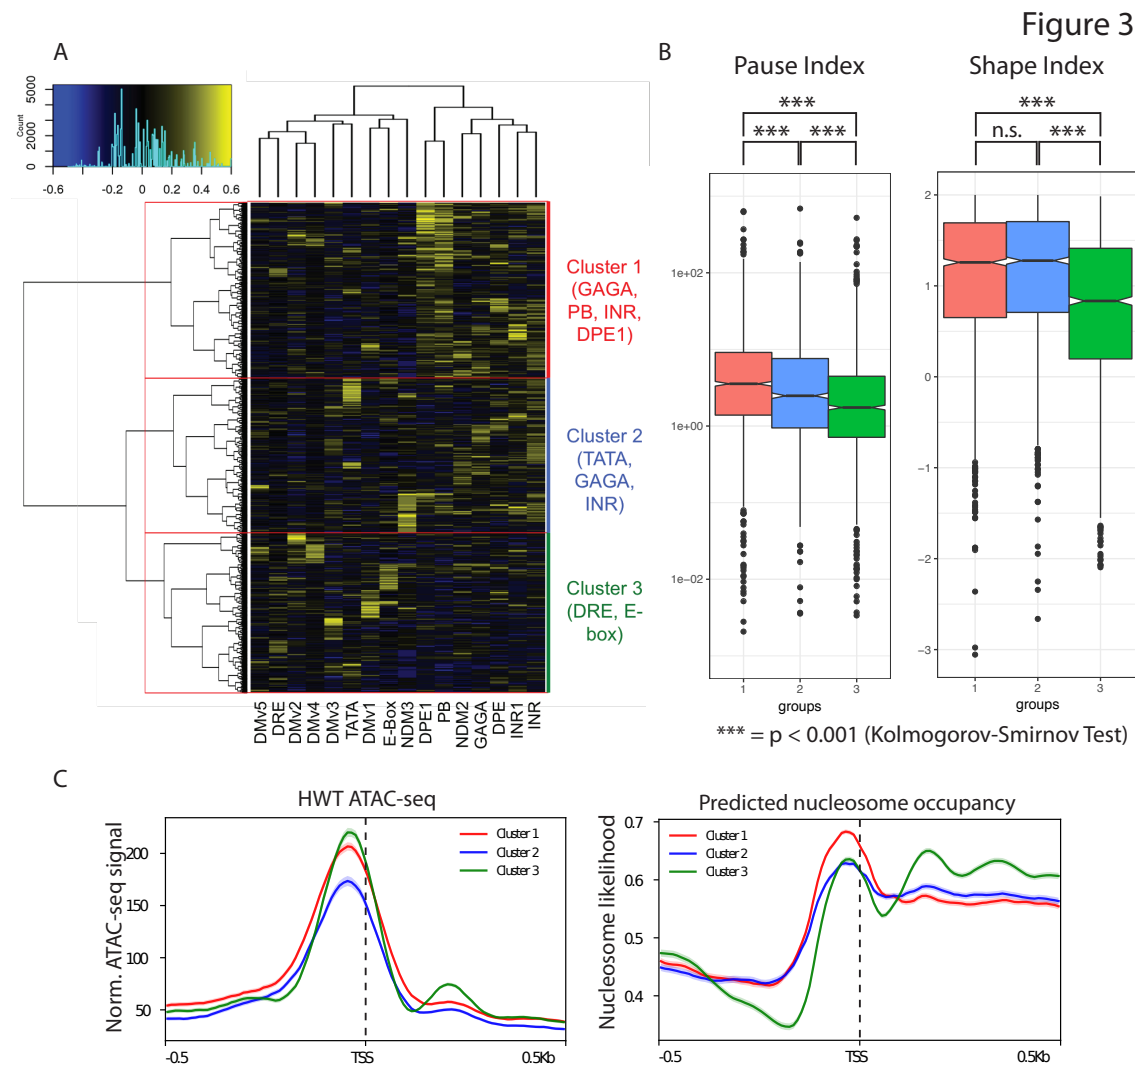 Figure 3
A
B
Pause Index
Shape Index
***
***
*** ***
n.s. ***
Count
0 2000 5000
-0.6 -0.4 -0.2 0 0.2 0.4 0.6
Cluster 1
(GAGA,
PB, INR,
DPE1)
Cluster 2
(TATA,
GAGA,
INR)
Cluster 3
(DRE, E-
box)
DMv5
DRE
DMv2
DMv4
DMv3
TATA
DMv1
E-Box
NDM3
DPE1
PB
NDM2
GAGA
DPE
INR1
INR
1e+02
1e+00
1e−02
1 2 3
groups
2
1
0
−1
−2
−3
1 2 3
groups
*** = p < 0.001 (Kolmogorov-Smirnov Test)
C
HWT ATAC-seq
Norm. ATAC-seq signal
200
150
100
50
Cluster 1
Cluster 2
Cluster 3
-0.5 TSS 0.5Kb
Predicted nucleosome occupancy
Nucleosome likelihood
0.7
0.6
0.5
0.4
Cluster 1
Cluster 2
Cluster 3
-0.5 TSS 0.5Kb